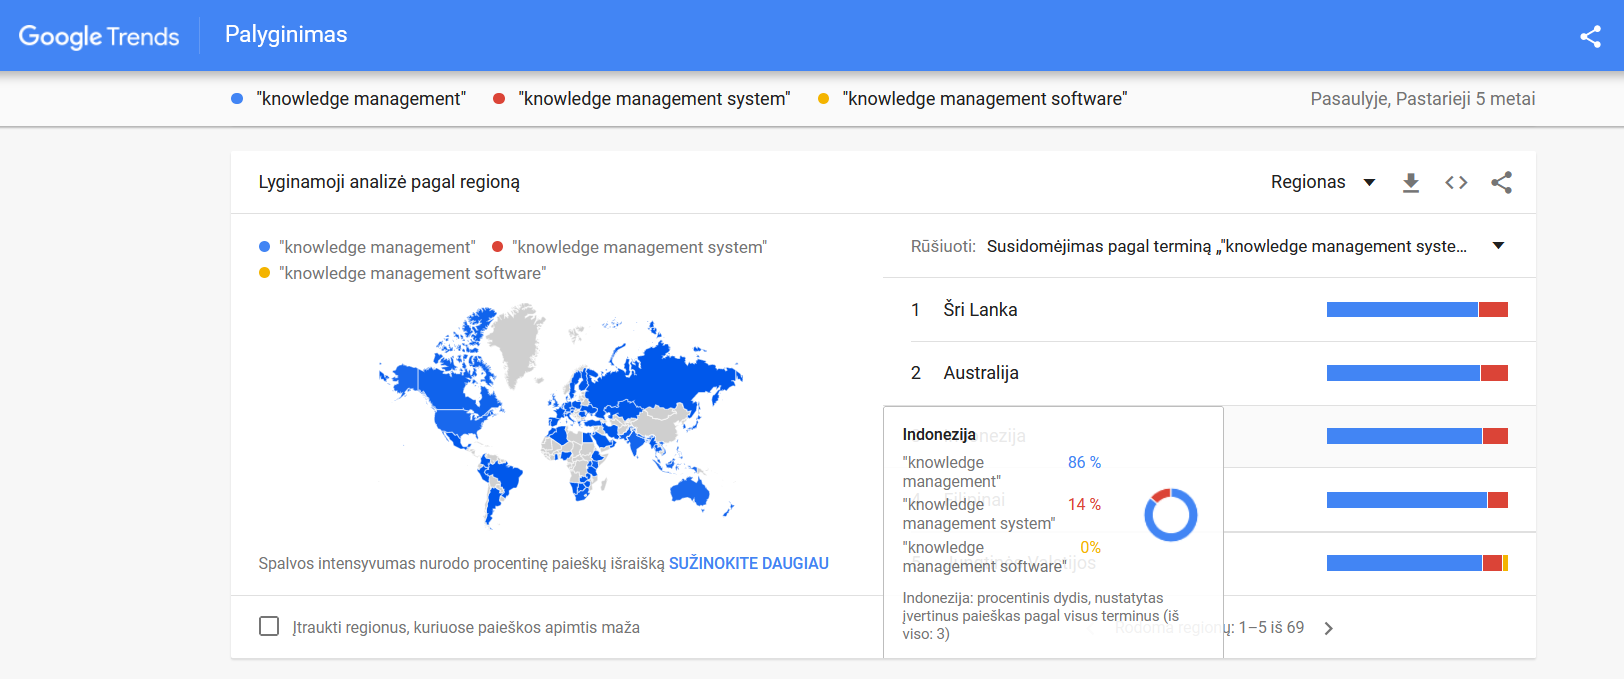 Google Trends
Palyginimas
"knowledge management"
"knowledge management system"
"knowledge management software"
Pasaulyje, Pastarieji 5 metai
Lyginamoji analizė pagal regioną
Regionas
"knowledge management"
"knowledge management system"
"knowledge management software"
Rūšiuoti: Susidomėjimas pagal terminą „"knowledge management syste...
1 Šri Lanka
2 Australija
Indonezija
"knowledge
management"
86 %
"knowledge
management system"
14 %
"knowledge
management software"
0%
Indonezija: procentinis dydis, nustatytas
įvertinus paieškas pagal visus terminus (iš
viso: 3)
4 Filipinai
Spalvos intensyvumas nurodo procentinę paieškų išraišką SUŽINOKITE DAUGIAU
Įtraukti regionus, kuriuose paieškos apimtis maža
Rodoma regionų: 1–5 iš 69